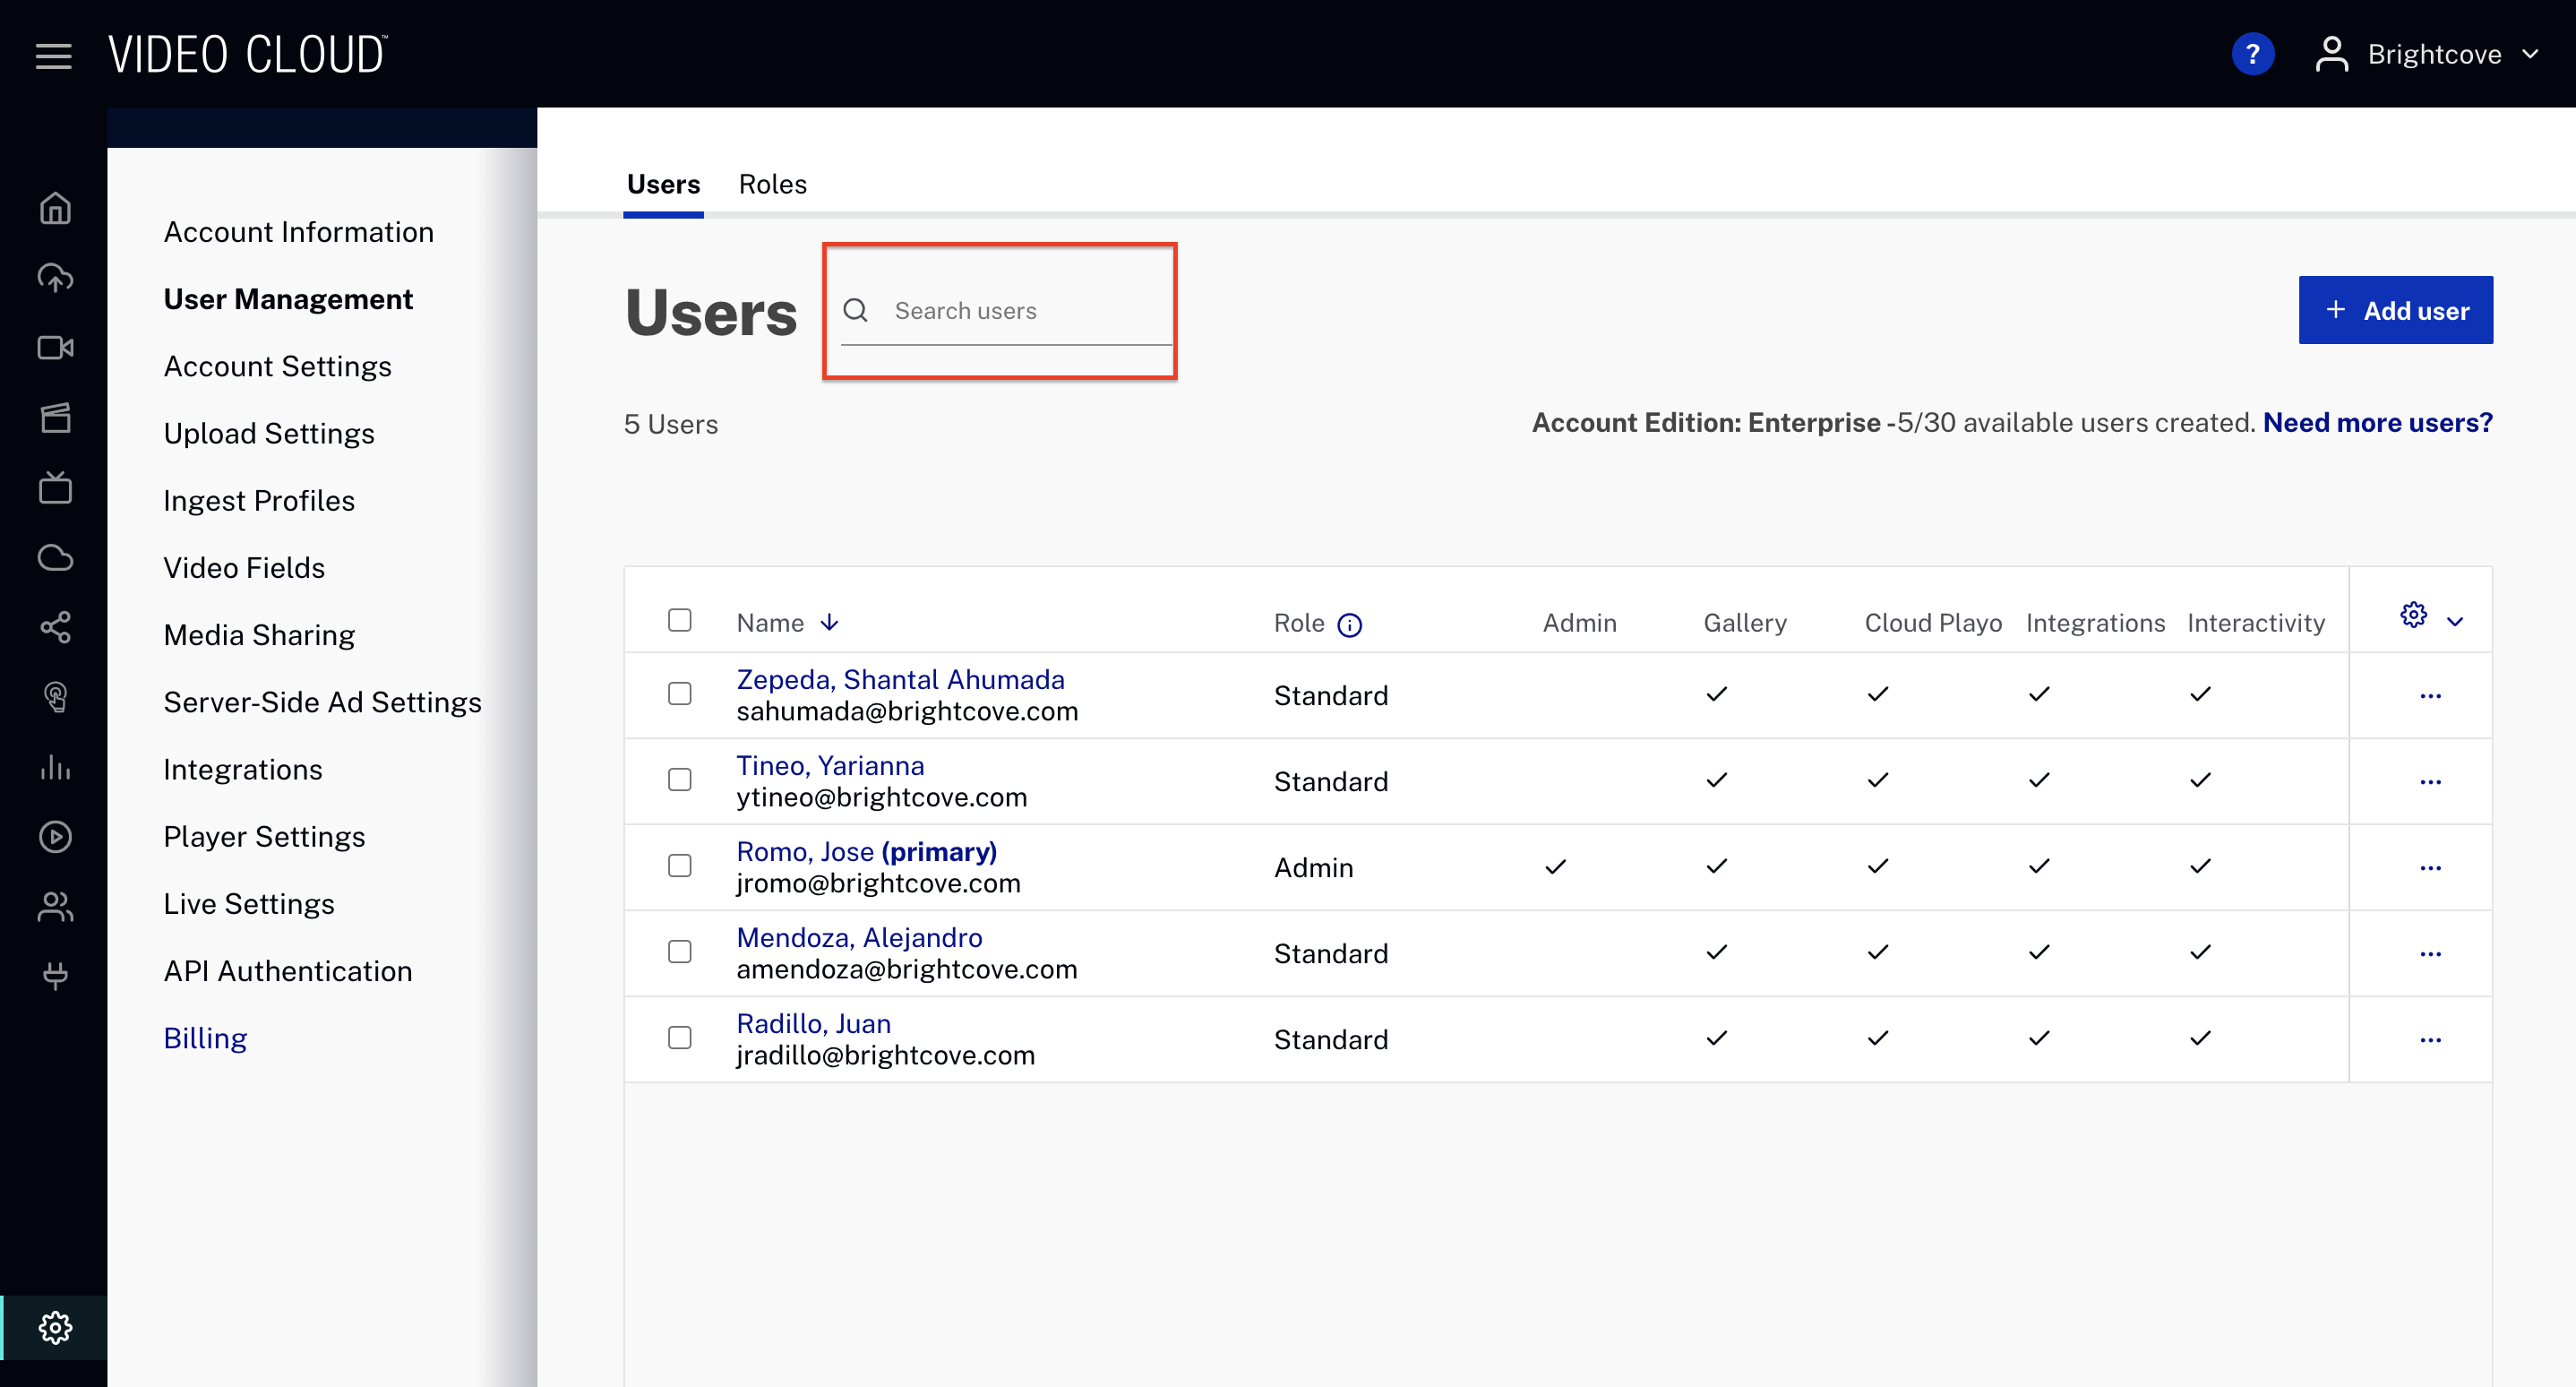 VIDEO CLOUD™
?
Brightcove
Account Information
User Management
Account Settings
Upload Settings
Ingest Profiles
Video Fields
Media Sharing
Server-Side Ad Settings
Integrations
Player Settings
Live Settings
API Authentication
Billing
Users Roles
Users
Search users
+ Add user
5 Users
Account Edition: Enterprise -5/30 available users created. Need more users?
Name Role Admin Gallery Cloud Playo Integrations Interactivity
Zepeda, Shantal Ahumada
sahumada@brightcove.com
Standard
Tineo, Yarianna
ytineo@brightcove.com
Standard
Romo, Jose (primary)
jromo@brightcove.com
Admin
Mendoza, Alejandro
amendoza@brightcove.com
Standard
Radillo, Juan
jradillo@brightcove.com
Standard